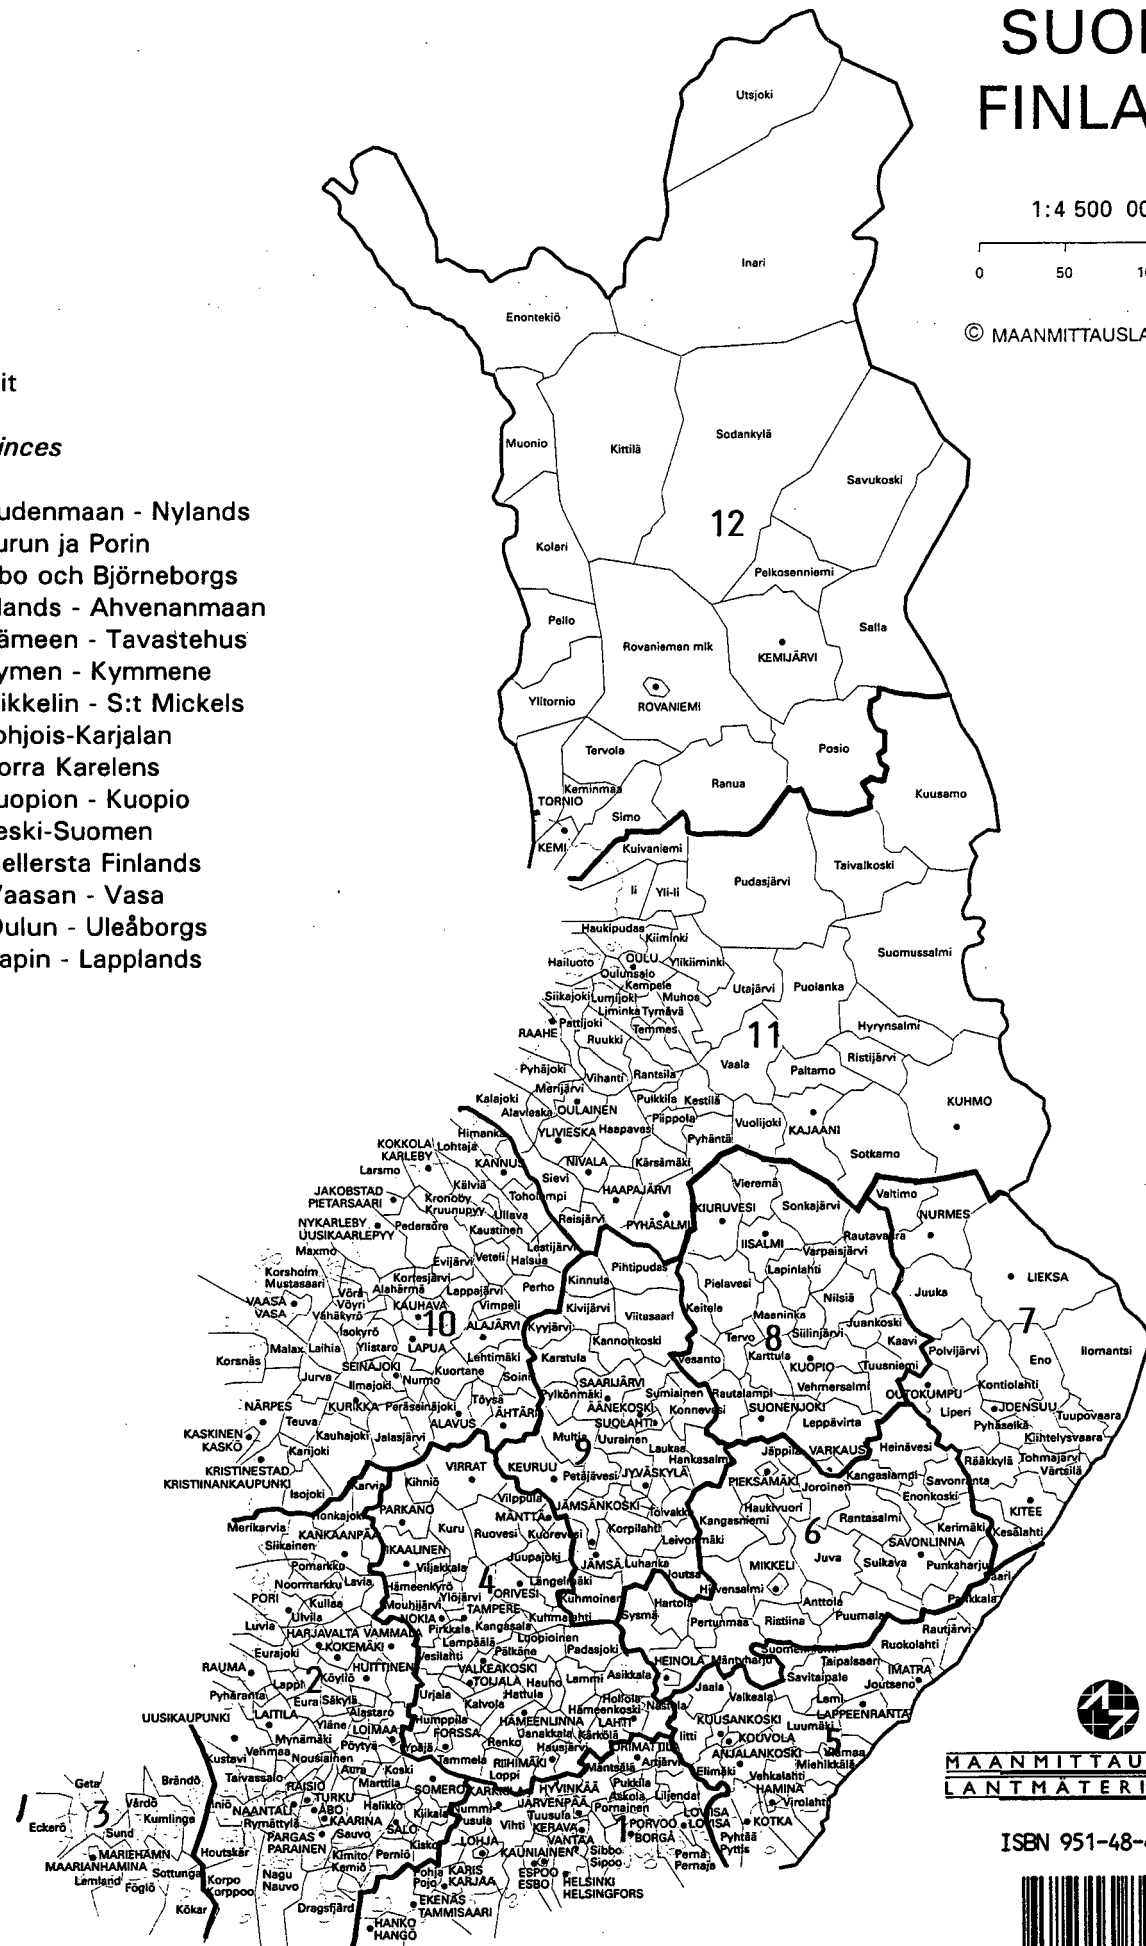 SUO
FINLA
1:4 500 00
0 50 10
© MAANMITTAUSLA
it
inces
udenmaan - Nylands
urun ja Porin
bo och Björneborgs
lands - Ahvenanmaan
ämeen - Tavastehus
ymen - Kymmene
ikkelin - S:t Mickels
ohjois-Karjalan
orra Karelens
uopion - Kuopio
eski-Suomen
ellersta Finlands
Vaasan - Vasa
Oulun - Uleåborgs
apin - Lapplands
Utsjoki
Inari
Enontekiö
Muonio
Kittilä
Sodankylä
Savukoski
12
Kolari
Pelkosenniemi
Pello
Rovaniemen mlk
KEMIJÄRVI
Salla
Ylitornio
ROVANIEMI
Tervola
Posio
Keminmaa
Ranua
Kuusamo
TORNIO
Simo
KEMI
Kuivaniemi
Taivalkoski
Ii
Yli-Ii
Pudasjärvi
Haukipudas
Kiiminki
Suomussalmi
Hailuoto
OULU
Ylikiiminki
Oulunsalo
Kempele
Utajärvi
Puolanka
Siikajoki
Lumijoki
Muhos
Liminka
Tyrnävä
RAAHE
Pattijoki
Temmes
11
Hyrynsalmi
Ruukki
Ristijärvi
Pyhäjoki
Vihanti
Rantsila
Vaala
Paltamo
Merijärvi
Kalajoki
Pulkkila
Kestilä
KUHMO
Alavieska
OULAINEN
Piippola
Vuolijoki
KAJAANI
Himanka
YLIVIESKA
Haapavesi
Pyhäntä
KOKKOLA
KARLEBY
Lohtaja
Sotkamo
Larsmo
KANNUS
NIVALA
Kärsämäki
Kälviä
Sievi
JAKOBSTAD
PIETARSAARI
Toholampi
HAAPAJÄRVI
Vieremä
Valtimo
Kronoby
Kruunupyy
Ullava
Reisjärvi
PYHÄSALMI
KIURUVESI
Sonkajärvi
NURMES
NYKARLEBY
UUSIKAARLEPYY
Pedersöre
Kaustinen
IISALMI
Rautavaara
Maxmo
Lestijärvi
Varpaisjärvi
Evijärvi
Veteli
Halsua
Pihtipudas
Lapinlahti
LIEKSA
Korsholm
Mustasaari
Kortesjärvi
Perho
Kinnula
Pielavesi
Nilsiä
Juuka
Vörå
Vöyri
Alahärmä
Lappajärvi
VAASA
VASA
KAUHAVA
Vimpeli
Kivijärvi
Viitasaari
Keitele
Maaninka
Juankoski
7
Vähäkyrö
10
ALAJÄRVI
Kyyjärvi
8
Siilinjärvi
Isokyrö
Kannonkoski
Tervo
Kaavi
Polvijärvi
Ilomantsi
Malax
Laihia
Ylistaro
LAPUA
Lehtimäki
Karstula
Vesanto
Karttula
KUOPIO
Tuusniemi
Eno
Korsnäs
SEINÄJOKI
Kuortane
Jurva
Ilmajoki
Nurmo
Soini
SAARIJÄRVI
Vehmersalmi
Kontiolahti
Pylkönmäki
Sumiainen
Rautalampi
OUTOKUMPU
NÄRPES
KURIKKA
Peräseinäjoki
Töysä
ÄÄNEKOSKI
Konnevesi
SUONENJOKI
Liperi
JOENSUU
Teuva
ALAVUS
ÄHTÄRI
SUOLAHTI
Leppävirta
Pyhäselkä
Tuupovaara
KASKINEN
KASKÖ
Kauhajoki
Jalasjärvi
Multia
Uurainen
Kiihtelysvaara
Karijoki
9
Laukaa
Jäppilä
VARKAUS
Heinävesi
KRISTINESTAD
KRISTIINANKAUPUNKI
VIRRAT
KEURUU
Petäjävesi
JYVÄSKYLÄ
Hankasalmi
Rääkkylä
Tohmajärvi
Värtsilä
Isojoki
Karvia
Kihniö
PIEKSÄMÄKI
Joroinen
Kangaslampi
Savonranta
Vilppula
JÄMSÄNKOSKI
Toivakka
Haukivuori
Enonkoski
KITEE
Merikarvia
Honkajoki
PARKANO
MÄNTTÄ
Kangasniemi
Rantasalmi
KANKAANPÄÄ
Kuru
Ruovesi
Kuorevesi
Korpilahti
6
Kerimäki
Kesälahti
Siikainen
IKAALINEN
Leivonmäki
SAVONLINNA
Pomarkku
Viljakkala
Juupajoki
JÄMSÄ
Luhanka
MIKKELI
Juva
Sulkava
Punkaharju
Saari
Noormarkku
Lavia
Hämeenkyrö
4
Längelmäki
Joutsa
PORI
Kullaa
Ylöjärvi
ORIVESI
Kuhmoinen
Hirvensalmi
Anttola
Parikkala
Ulvila
Mouhijärvi
TAMPERE
Hartola
Puumala
Luvia
NOKIA
Pirkkala
Kangasala
Kuhmalahti
Sysmä
Pertunmaa
Ristiina
Rautjärvi
HARJAVALTA
VAMMALA
Lempäälä
Luopioinen
Eurajoki
KOKEMÄKI
Vesilahti
Pälkäne
Padasjoki
Suomenniemi
Ruokolahti
RAUMA
HUITTINEN
VALKEAKOSKI
HEINOLA
Mäntyharju
Taipalsaari
IMATRA
Lappi
2
Köyliö
TOIJALA
Hauho
Lammi
Asikkala
Savitaipale
Joutseno
Pyhäranta
Eura
Säkylä
Urjala
Kalvola
Hattula
Hollola
Jaala
Valkeala
Lemi
UUSIKAUPUNKI
LAITILA
Alastaro
Humppila
HÄMEENLINNA
Hämeenkoski
Nastola
LAPPEENRANTA
Yläne
LOIMAA
FORSSA
Janakkala
LAHTI
Kärkölä
KUUSANKOSKI
Luumäki
Mynämäki
Pöytyä
Ypäjä
Renko
Hausjärvi
ORIMATTILA
Iitti
KOUVOLA
5
Kustavi
Vehmaa
Nousiainen
Tammela
RIIHIMÄKI
Artjärvi
ANJALANKOSKI
Ylämaa
Miehikkälä
Taivassalo
Aura
Koski
Loppi
Mäntsälä
Elimäki
Vehkalahti
Geta
Brändö
RAISIO
Marttila
SOMERO
KARKKILA
HYVINKÄÄ
Pukkila
HAMINA
Iniö
NAANTALI
TURKU
ÅBO
Halikko
Kiikala
Nummi-
Pusula
JÄRVENPÄÄ
Askola
Liljendal
Virolahti
3
Vårdö
Kumlinge
Rymättylä
KAARINA
SALO
Vihti
Tuusula
Pornainen
LOVIISA
LOVISA
KOTKA
Eckerö
Sund
PARGAS
PARAINEN
Sauvo
Kisko
LOHJA
KERAVA
1
PORVOO
BORGÅ
Pyhtää
Pyttis
MARIEHAMN
MAARIANHAMINA
Houtskär
Kimito
Kemiö
Perniö
KAUNIAINEN
VANTAA
Sibbo
Sipoo
Pernå
Pernaja
Lemland
Föglö
Sottunga
Korpo
Korppoo
Nagu
Nauvo
Pohja
Pojo
KARIS
KARJAA
ESPOO
ESBO
HELSINKI
HELSINGFORS
Kökar
Dragsfjärd
EKENÄS
TAMMISAARI
HANKO
HANGÖ
MAANMITTAU
LANTMÄTERI
ISBN 951-48-